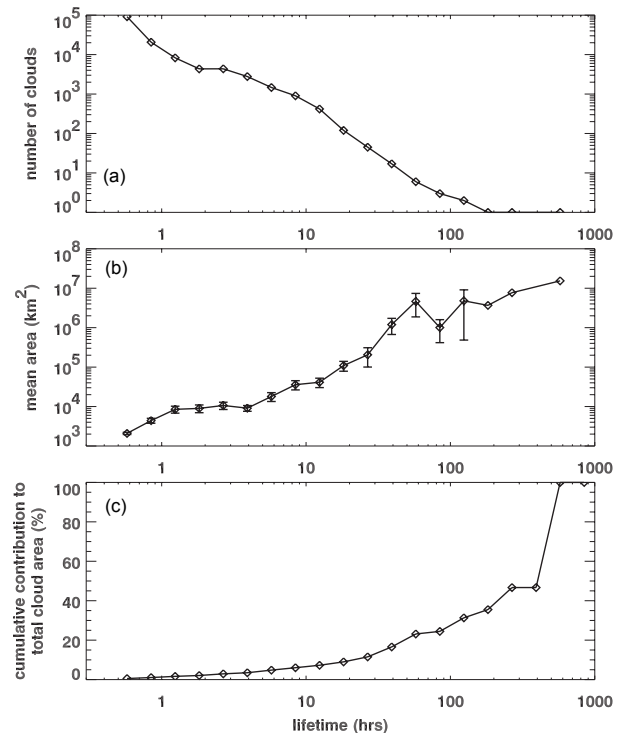 10^5
10^4
10^3
10^2
10^1
10^0
number of clouds
(a)
1 10 100 1000
10^8
10^7
10^6
10^5
10^4
10^3
mean area (km^2)
(b)
1 10 100 1000
100
80
60
40
20
0
cumulative contribution to
total cloud area (%)
(c)
1 10 100 1000
lifetime (hrs)